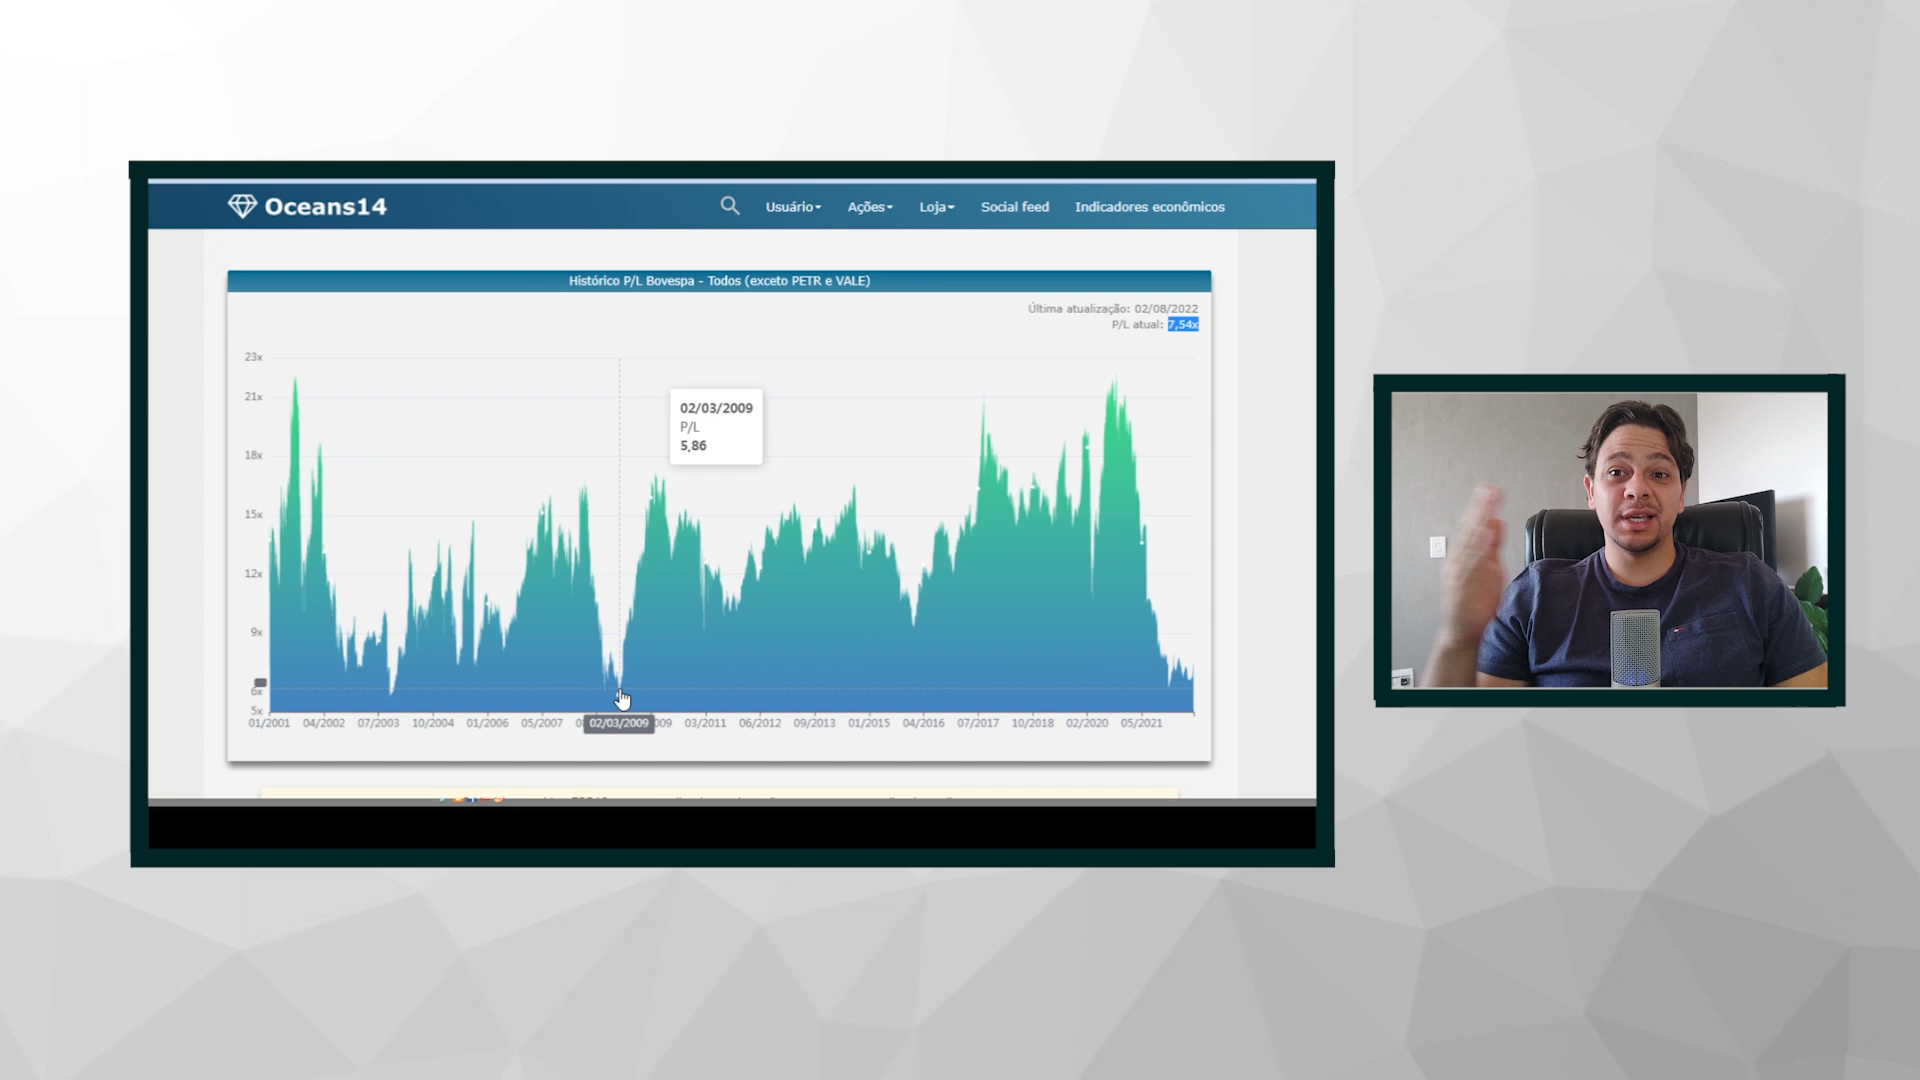 Oceans14
Usuário
Ações
Loja
Social feed
Indicadores econômicos
Histórico P/L Bovespa - Todos (exceto PETR e VALE)
Última atualização: 02/08/2022
P/L atual: 7,54x
23x
21x
18x
15x
12x
9x
6x
5x
02/03/2009
P/L
5,86
01/2001 04/2002 07/2003 10/2004 01/2006 05/2007 02/03/2009 03/2011 06/2012 09/2013 01/2015 04/2016 07/2017 10/2018 02/2020 05/2021